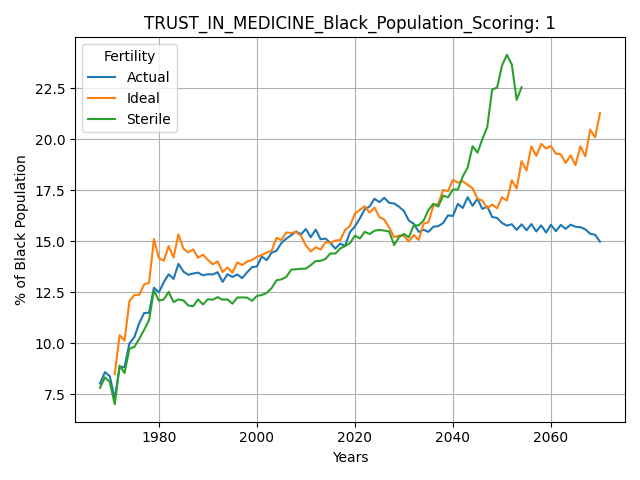 TRUST_IN_MEDICINE_Black_Population_Scoring: 1
Fertility
Actual
Ideal
Sterile
% of Black Population
22.5
20.0
17.5
15.0
12.5
10.0
7.5
1980 2000 2020 2040 2060
Years